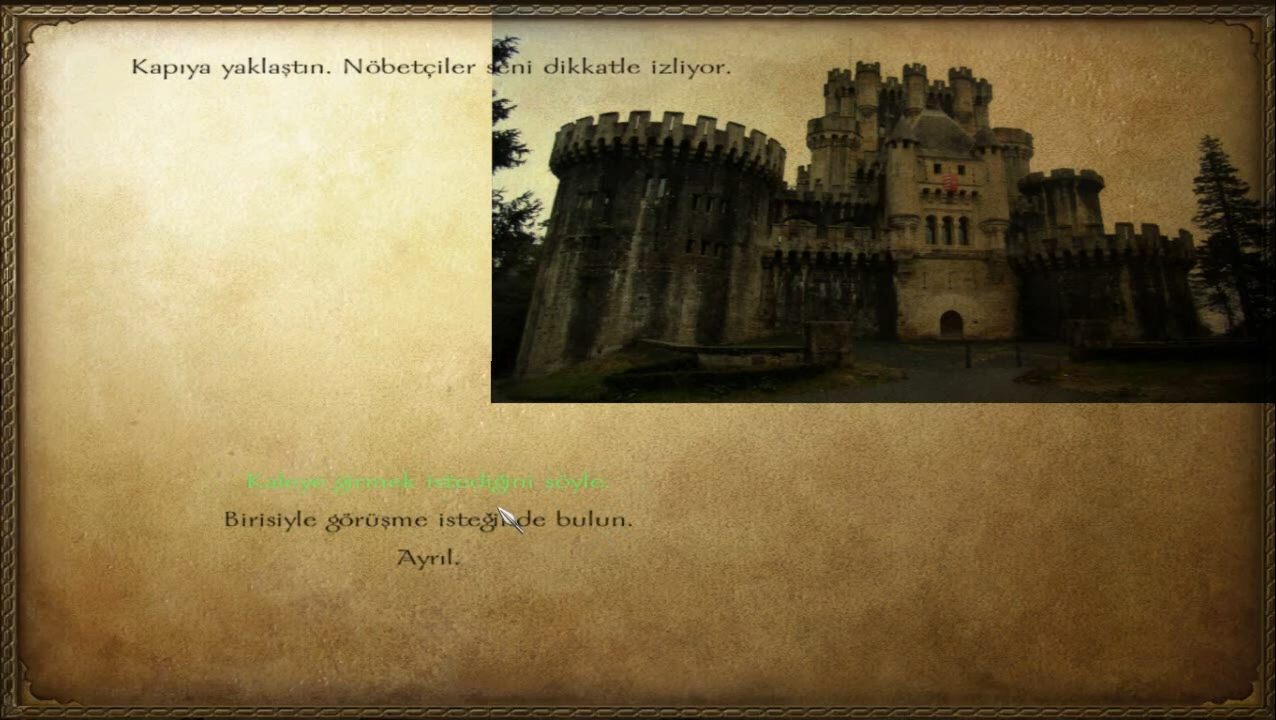 Kapıya yaklaştın. Nöbetçiler seni dikkatle izliyor.
Kaleye girmek istediğini söyle.
Birisiyle görüşme isteğinde bulun.
Ayrıl.